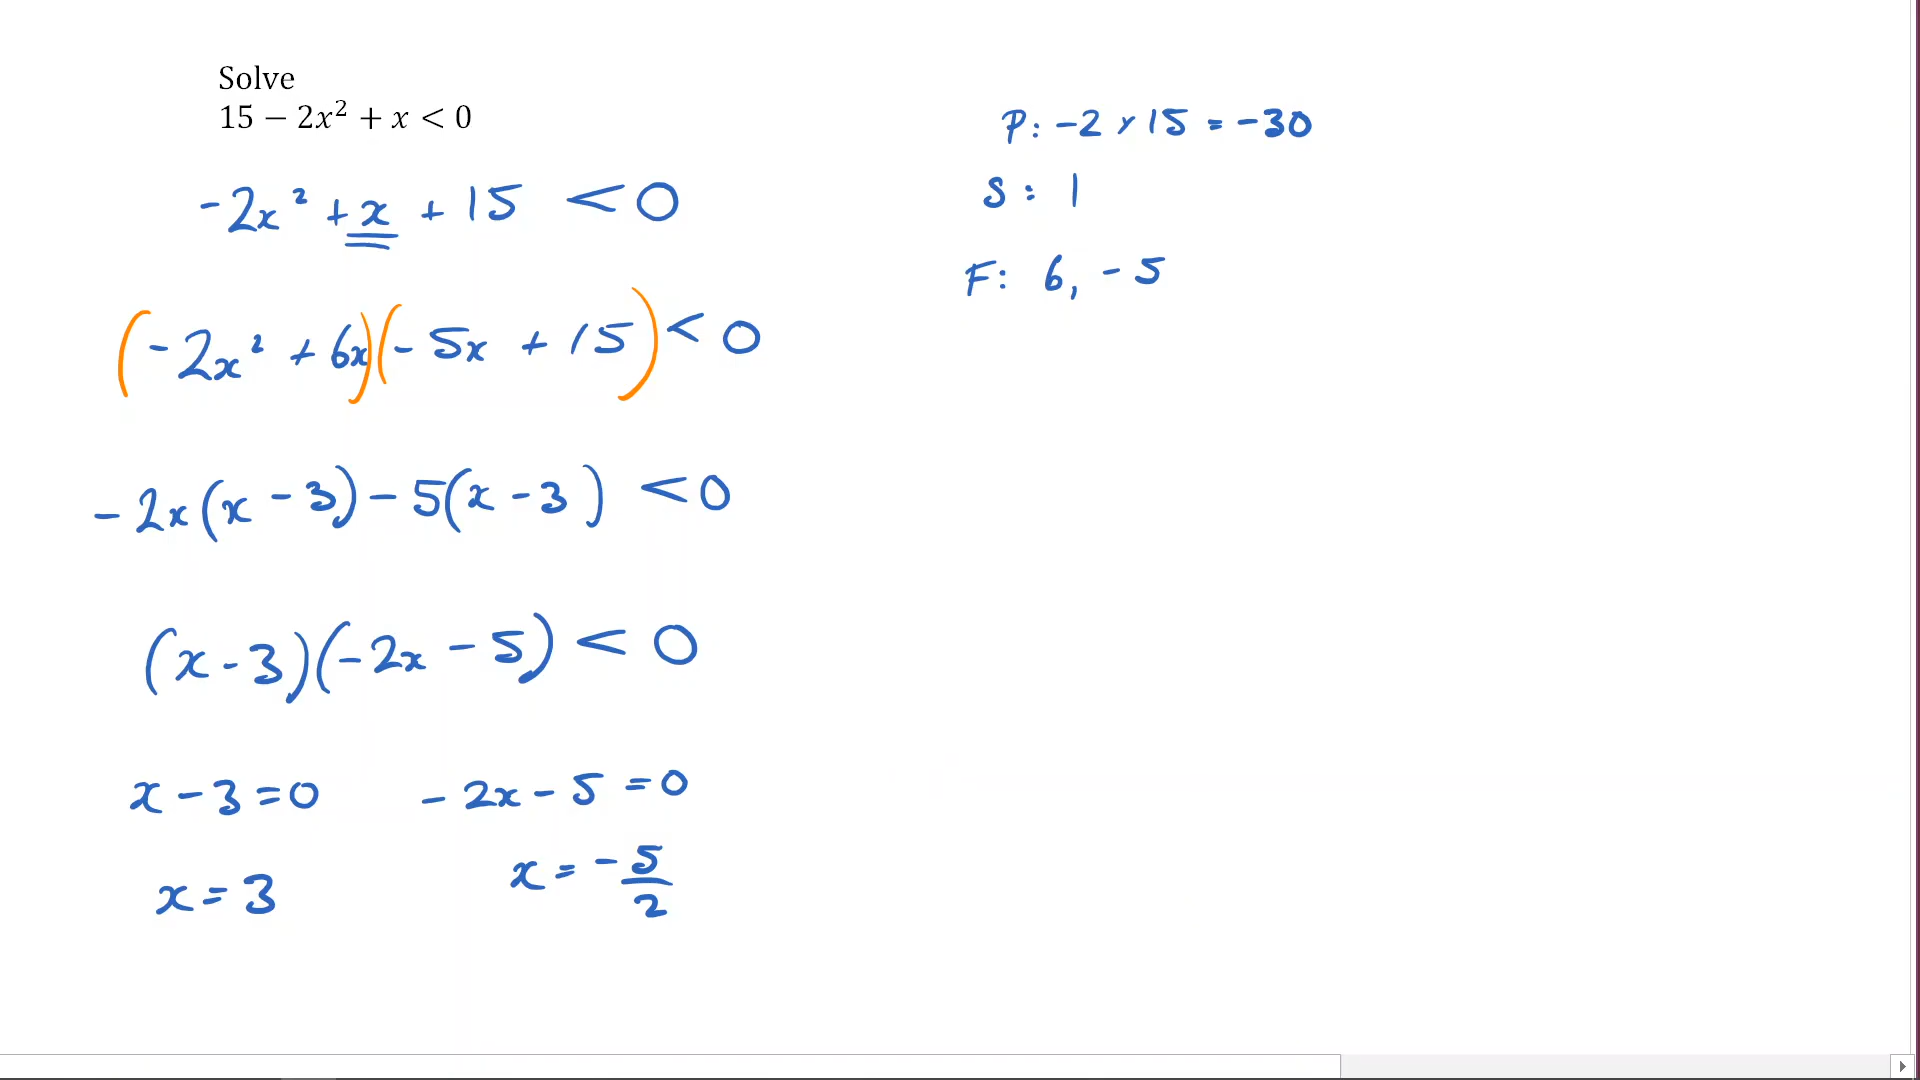 Solve
15 − 2x² + x < 0
-2x² + x + 15 < 0
(-2x² + 6x)(- 5x + 15) < 0
-2x(x - 3) - 5(x - 3) < 0
(x - 3)(-2x - 5) < 0
x - 3 = 0    -2x - 5 = 0
x = 3    x = -5/2
P: -2 × 15 = -30
S: 1
F: 6, -5